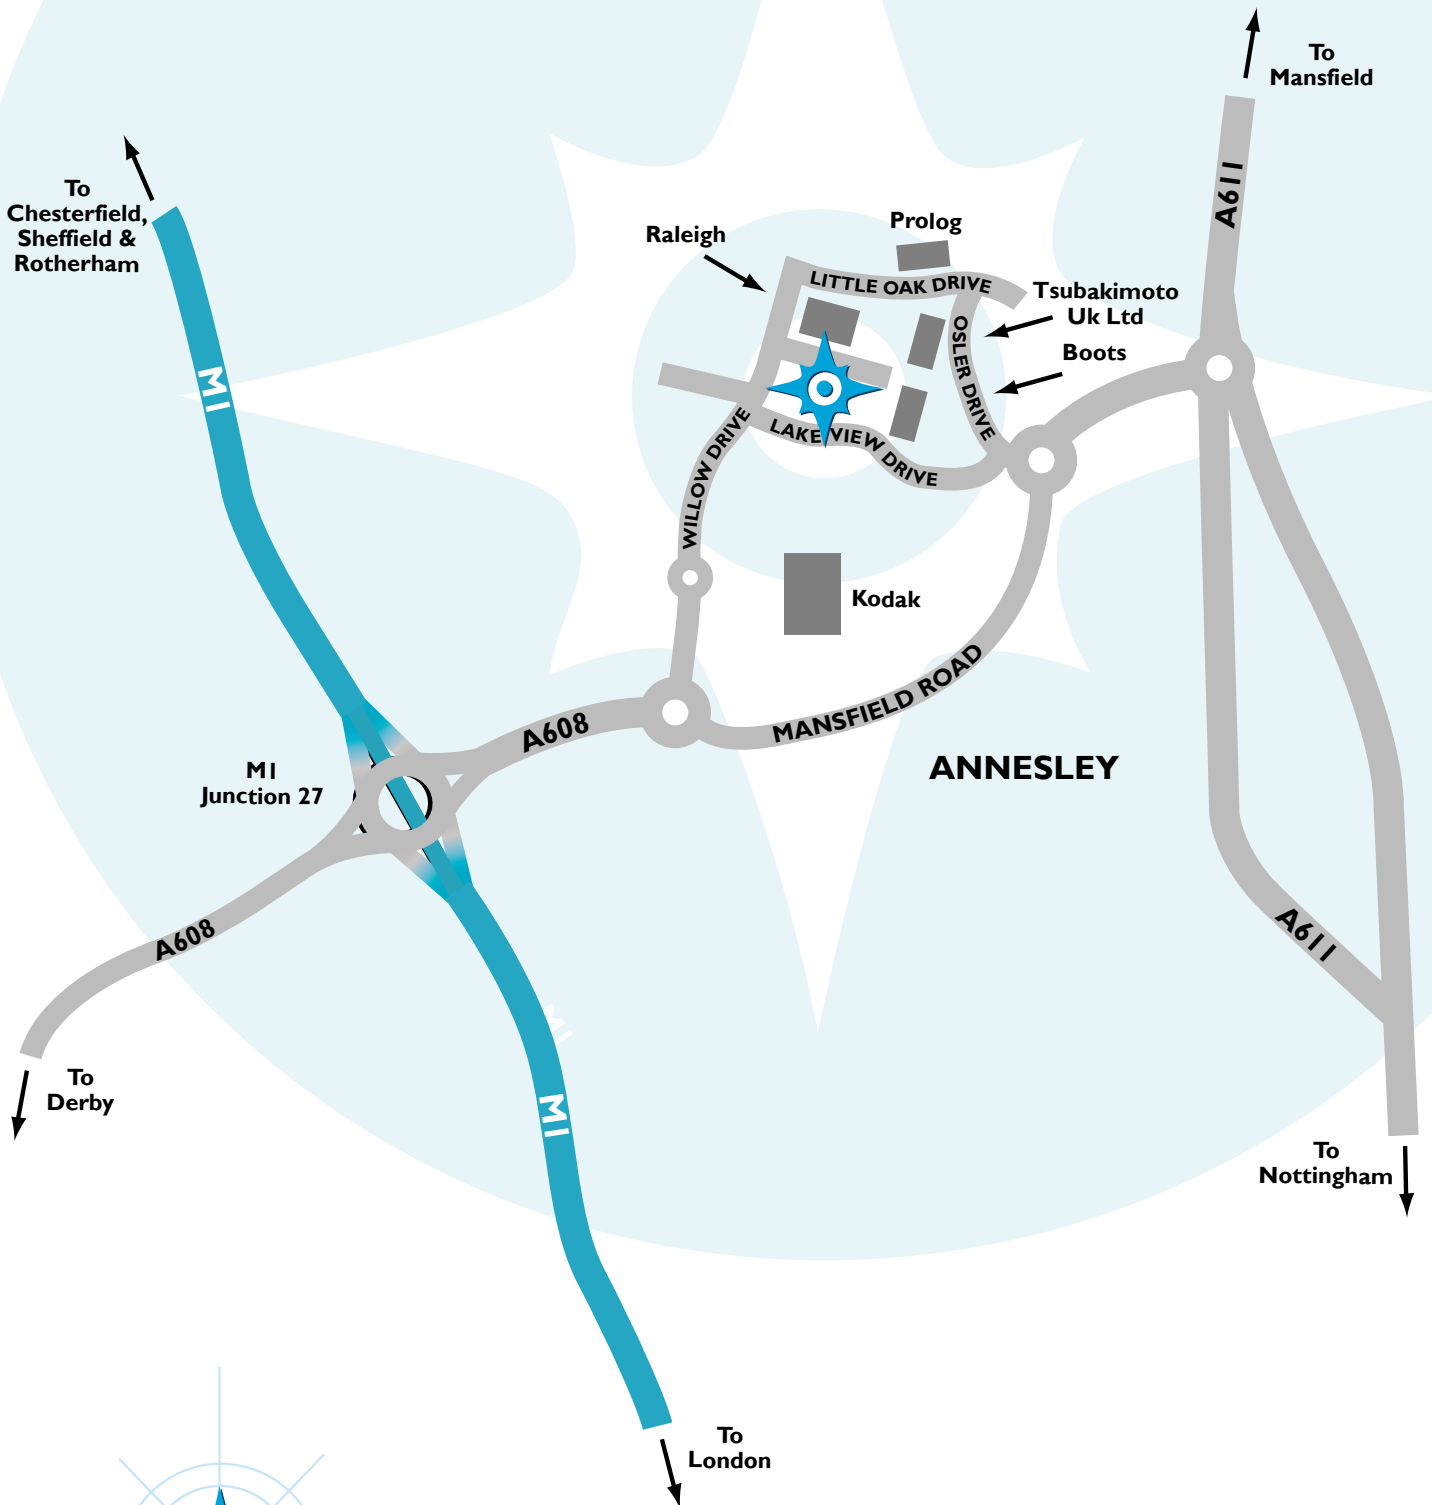 To
Mansfield
A611
To
Chesterfield,
Sheffield &
Rotherham
Prolog
Raleigh
LITTLE OAK DRIVE
Tsubakimoto
Uk Ltd
OSLER DRIVE
Boots
M1
LAKE VIEW DRIVE
WILLOW DRIVE
Kodak
MANSFIELD ROAD
A608
ANNESLEY
M1
Junction 27
A608
A611
M1
To
Derby
M1
To
Nottingham
To
London